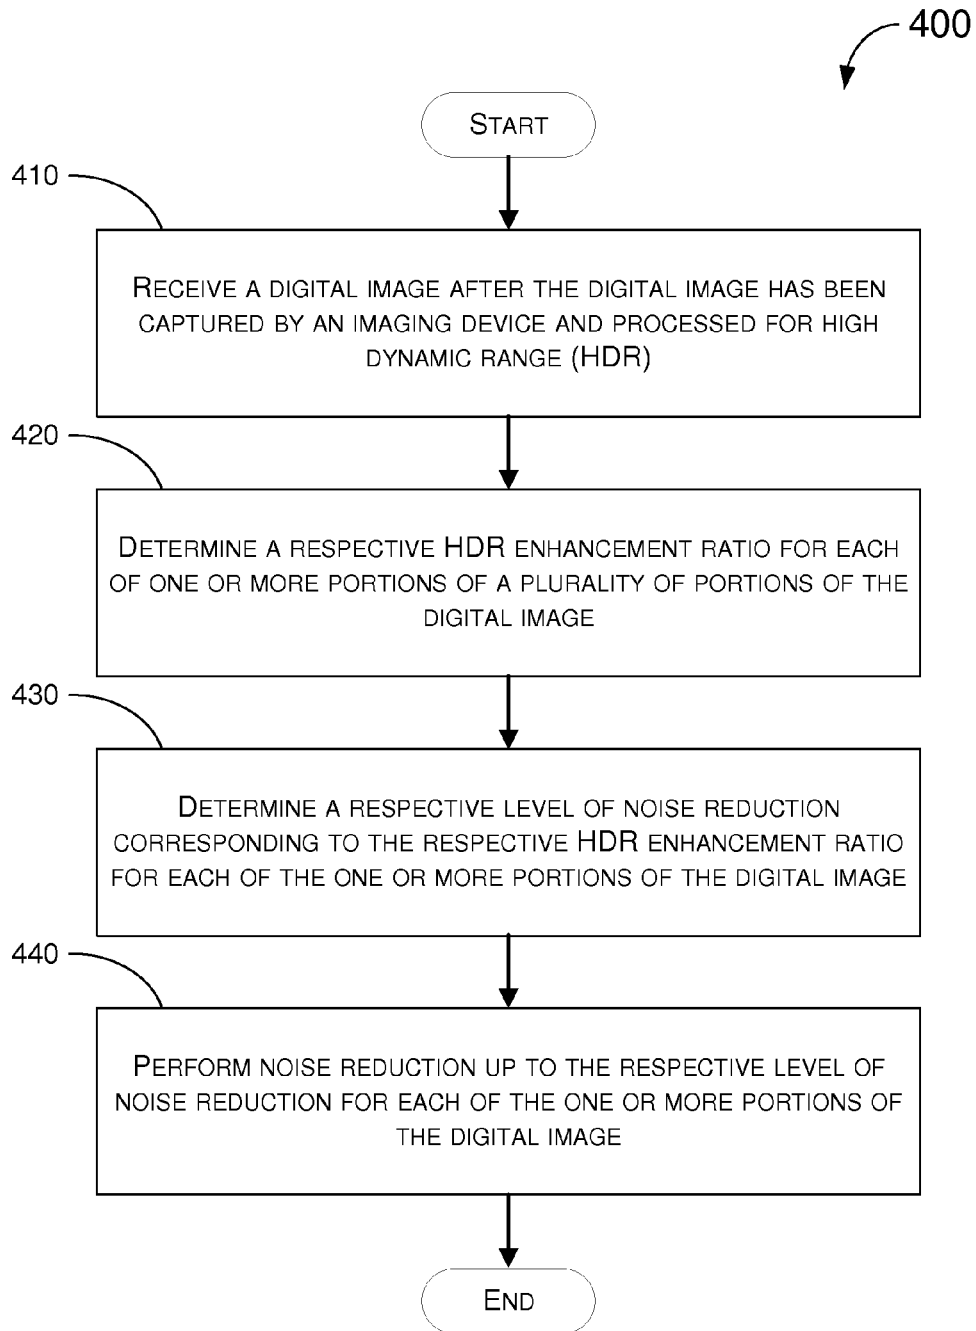 400
START
410
RECEIVE A DIGITAL IMAGE AFTER THE DIGITAL IMAGE HAS BEEN
CAPTURED BY AN IMAGING DEVICE AND PROCESSED FOR HIGH
DYNAMIC RANGE (HDR)
420
DETERMINE A RESPECTIVE HDR ENHANCEMENT RATIO FOR EACH
OF ONE OR MORE PORTIONS OF A PLURALITY OF PORTIONS OF THE
DIGITAL IMAGE
430
DETERMINE A RESPECTIVE LEVEL OF NOISE REDUCTION
CORRESPONDING TO THE RESPECTIVE HDR ENHANCEMENT RATIO
FOR EACH OF THE ONE OR MORE PORTIONS OF THE DIGITAL IMAGE
440
PERFORM NOISE REDUCTION UP TO THE RESPECTIVE LEVEL OF
NOISE REDUCTION FOR EACH OF THE ONE OR MORE PORTIONS OF
THE DIGITAL IMAGE
END